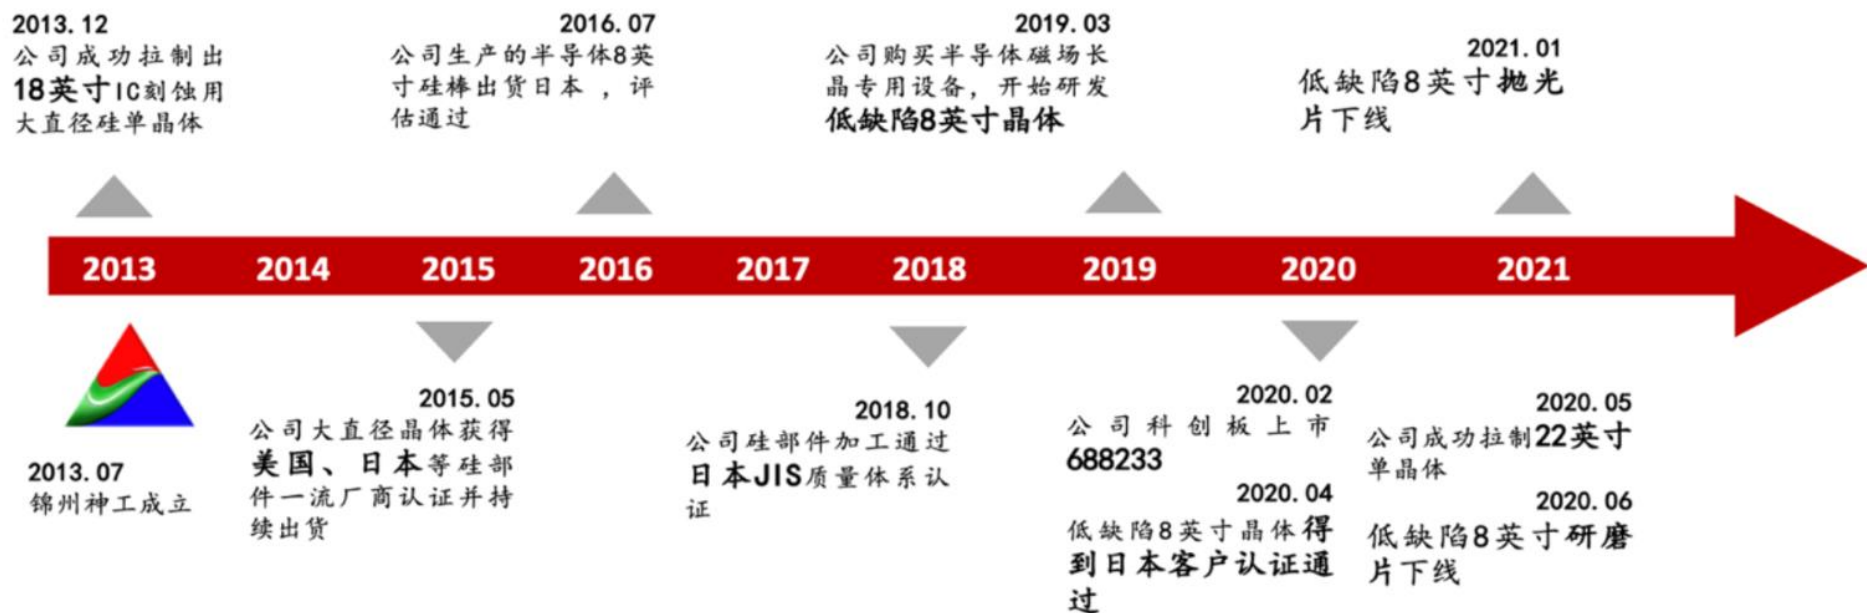 2013.12
公司成功拉制出
18英寸IC刻蚀用
大直径硅单晶体
2016.07
公司生产的半导体8英
寸硅棒出货日本，评
估通过
2019.03
公司购买半导体磁场长
晶专用设备，开始研发
低缺陷8英寸晶体
2021.01
低缺陷8英寸抛光
片下线
2013 2014 2015 2016 2017 2018 2019 2020 2021
2013.07
锦州神工成立
2015.05
公司大直径晶体获得
美国、日本等硅部
件一流厂商认证并持
续出货
2018.10
公司硅部件加工通过
日本JIS质量体系认
证
2020.02
公司科创板上市
688233
2020.04
低缺陷8英寸晶体得
到日本客户认证通
过
2020.05
公司成功拉制22英寸
单晶体
2020.06
低缺陷8英寸研磨
片下线